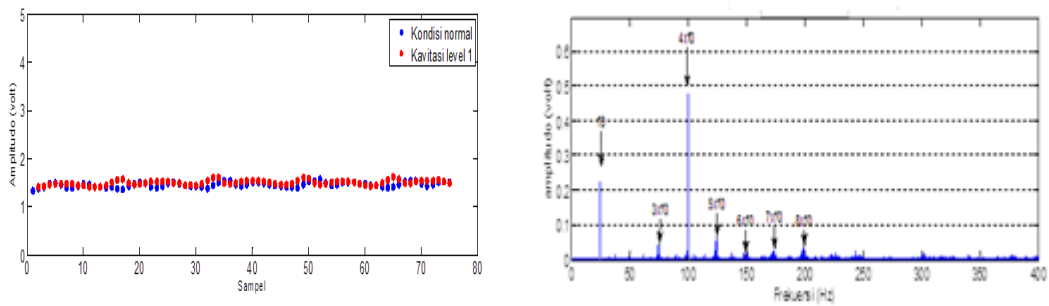 5
4
3
2
1
0
0 10 20 30 40 50 60 70 80
Amplitudo (volt)
Sampel
Kondisi normal
Kavitasi level 1
0.6
0.5
0.4
0.3
0.2
0.1
0
0 50 100 150 200 250 300 350 400
amplitudo (volt)
Frekuensi (Hz)
4xf0
f0
3xf0
5xf0
6xf0
7xf0
8xf0